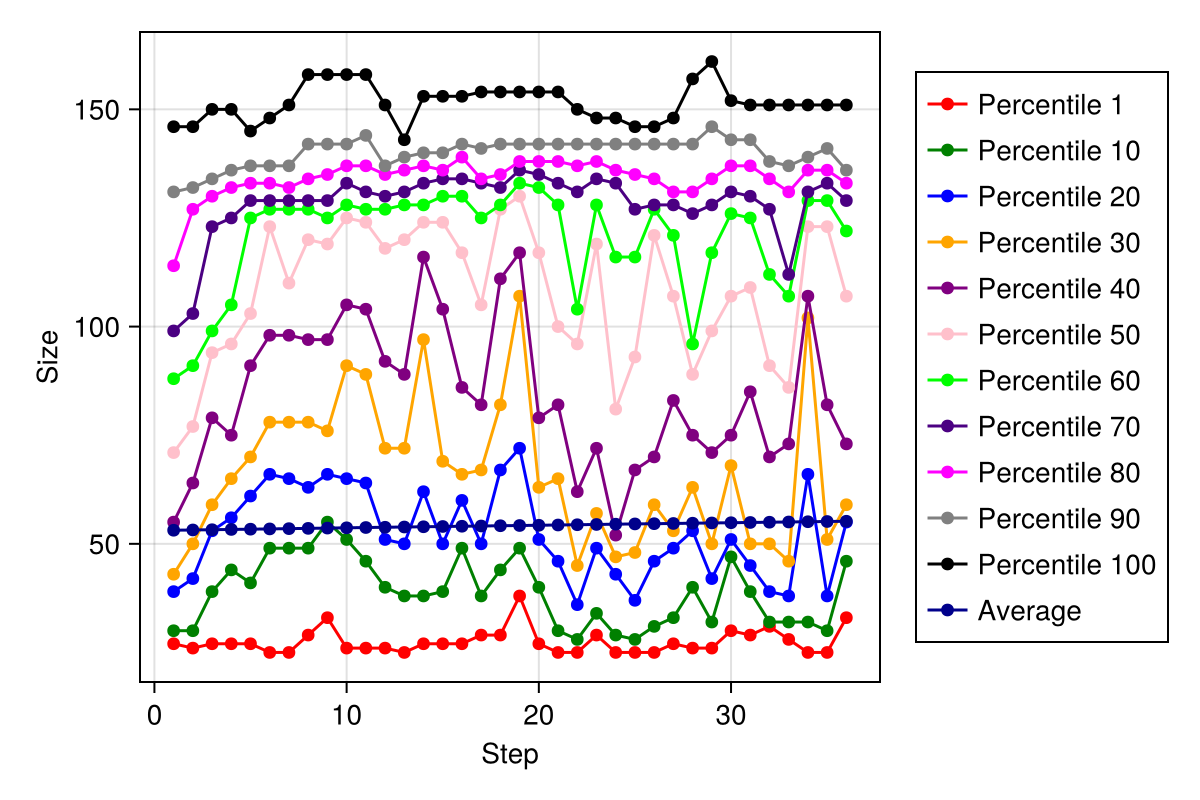 150
100
50
Size
0
10
20
30
Step
Percentile 1
Percentile 10
Percentile 20
Percentile 30
Percentile 40
Percentile 50
Percentile 60
Percentile 70
Percentile 80
Percentile 90
Percentile 100
Average